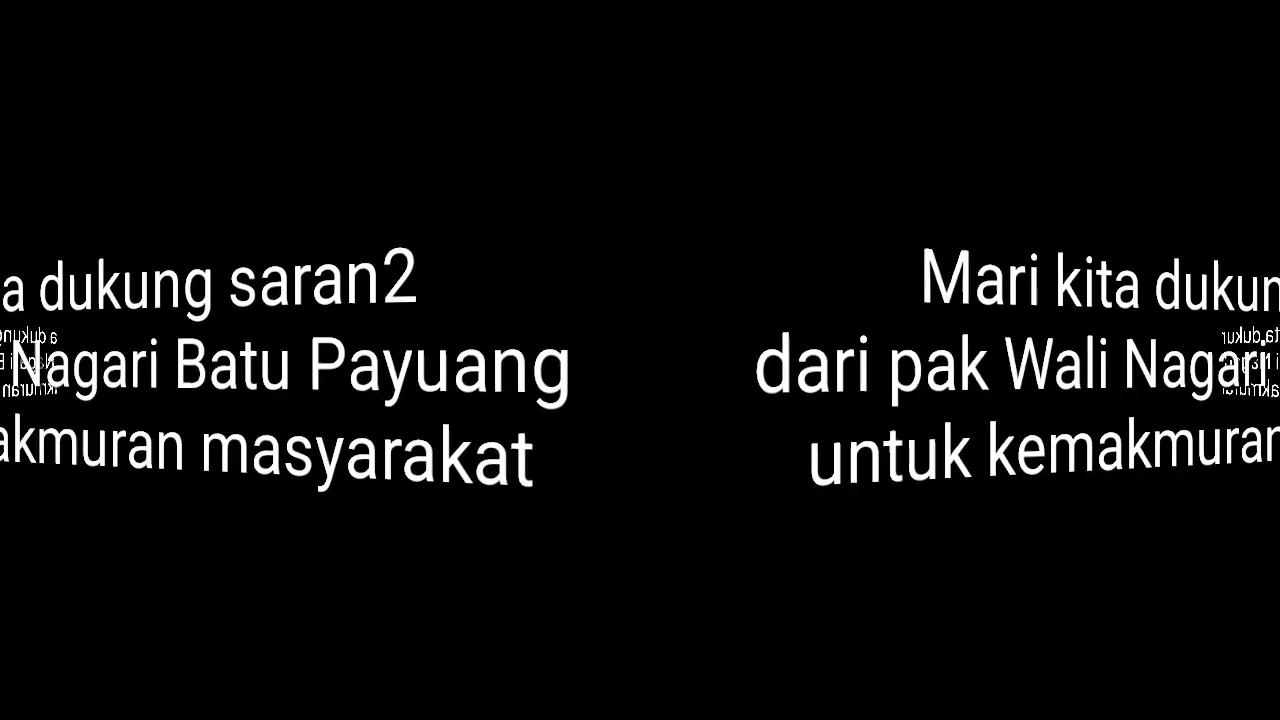 a dukung saran2
Nagari Batu Payuang
akmuran masyarakat
Mari kita dukun
dari pak Wali Nagari
untuk kemakmuran